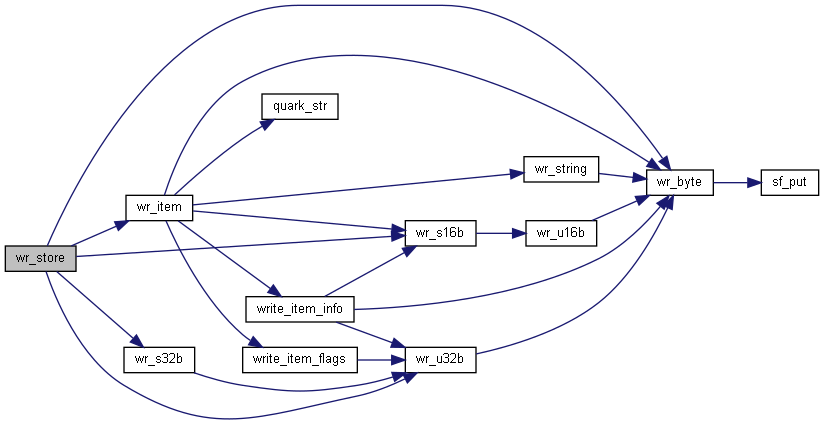 quark_str
wr_string
wr_byte
sf_put
wr_item
wr_s16b
wr_u16b
wr_store
write_item_info
wr_s32b
write_item_flags
wr_u32b